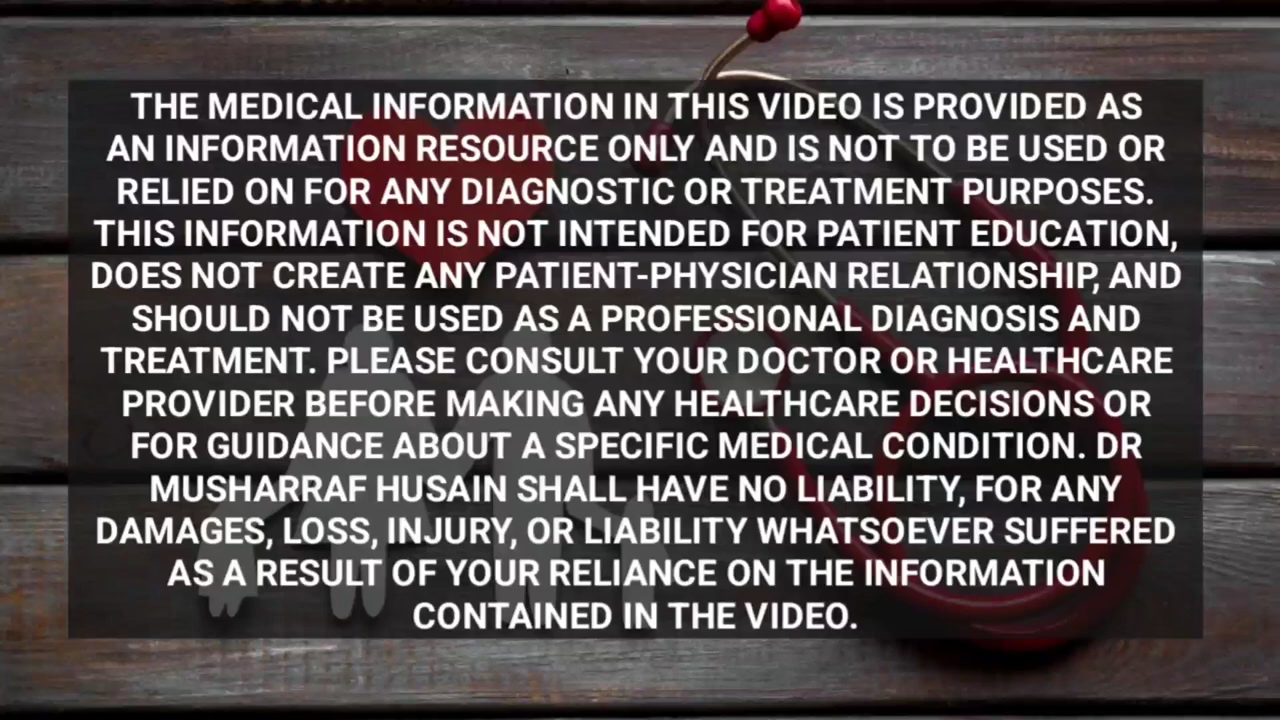 THE MEDICAL INFORMATION IN THIS VIDEO IS PROVIDED AS
AN INFORMATION RESOURCE ONLY AND IS NOT TO BE USED OR
RELIED ON FOR ANY DIAGNOSTIC OR TREATMENT PURPOSES.
THIS INFORMATION IS NOT INTENDED FOR PATIENT EDUCATION,
DOES NOT CREATE ANY PATIENT-PHYSICIAN RELATIONSHIP, AND
SHOULD NOT BE USED AS A PROFESSIONAL DIAGNOSIS AND
TREATMENT. PLEASE CONSULT YOUR DOCTOR OR HEALTHCARE
PROVIDER BEFORE MAKING ANY HEALTHCARE DECISIONS OR
FOR GUIDANCE ABOUT A SPECIFIC MEDICAL CONDITION. DR
MUSHARRAF HUSAIN SHALL HAVE NO LIABILITY, FOR ANY
DAMAGES, LOSS, INJURY, OR LIABILITY WHATSOEVER SUFFERED
AS A RESULT OF YOUR RELIANCE ON THE INFORMATION
CONTAINED IN THE VIDEO.